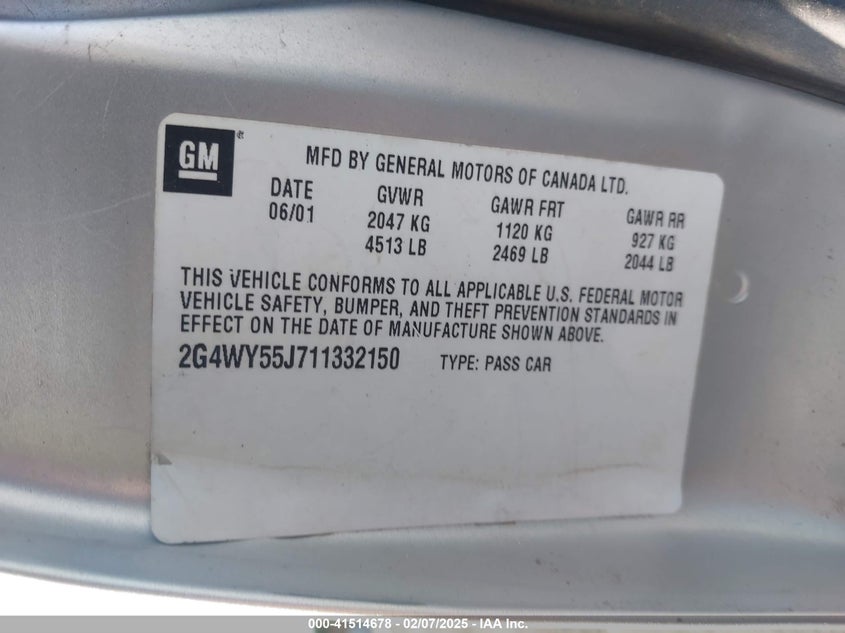 GM ®
MFD BY GENERAL MOTORS OF CANADA LTD.
DATE GVWR GAWR FRT GAWR RR
06/01 2047 KG 1120 KG 927 KG
4513 LB 2469 LB 2044 LB
THIS VEHICLE CONFORMS TO ALL APPLICABLE U.S. FEDERAL MOTOR
VEHICLE SAFETY, BUMPER, AND THEFT PREVENTION STANDARDS IN
EFFECT ON THE DATE OF MANUFACTURE SHOWN ABOVE.
2G4WY55J711332150 TYPE: PASS CAR
000-41514678 - 02/07/2025 - IAA Inc.